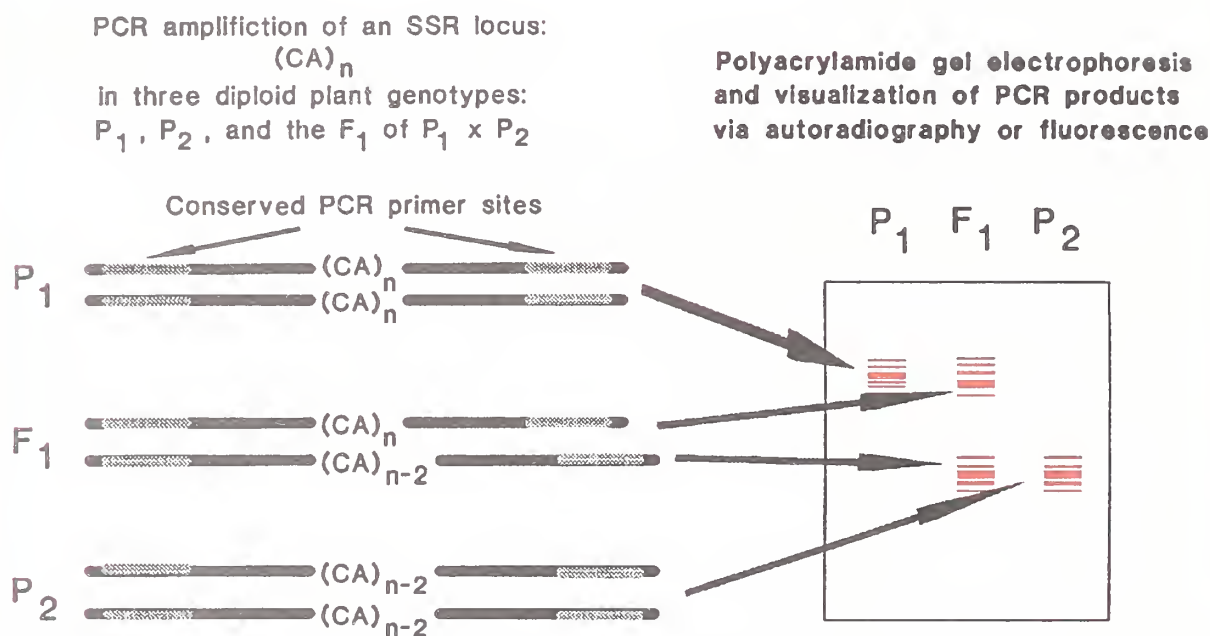 PCR amplifiction of an SSR locus:
(CA)n
in three diploid plant genotypes:
P1, P2, and the F1 of P1 x P2
Polyacrylamide gel electrophoresis
and visualization of PCR products
via autoradiography or fluorescence
Conserved PCR primer sites
P1 F1 P2
P1
(CA)n
(CA)n
F1
(CA)n
(CA)n-2
P2
(CA)n-2
(CA)n-2